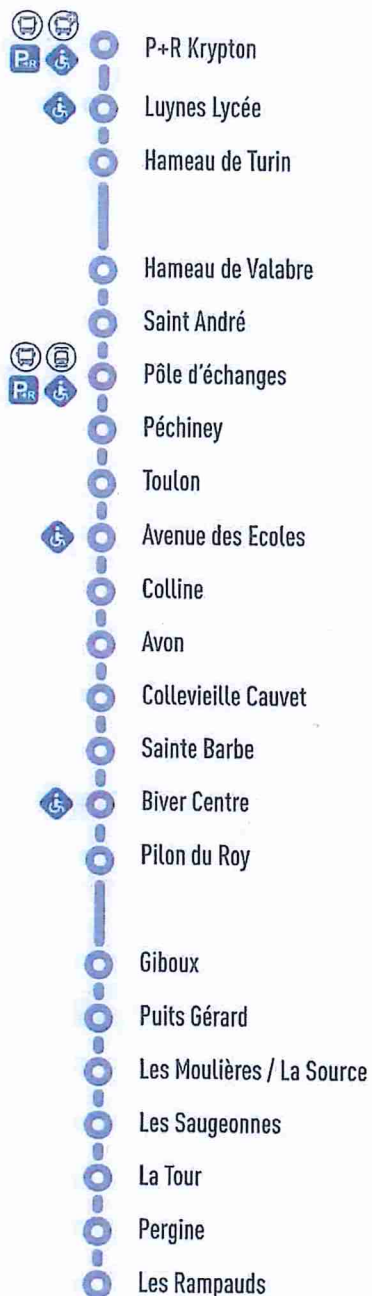 P+R Krypton
P+R
Luynes Lycée
Hameau de Turin
Hameau de Valabre
Saint André
Pôle d'échanges
P+R
Péchiney
Toulon
Avenue des Ecoles
Colline
Avon
Collevieille Cauvet
Sainte Barbe
Biver Centre
Pilon du Roy
Giboux
Puits Gérard
Les Moulières / La Source
Les Saugeonnes
La Tour
Pergine
Les Rampauds